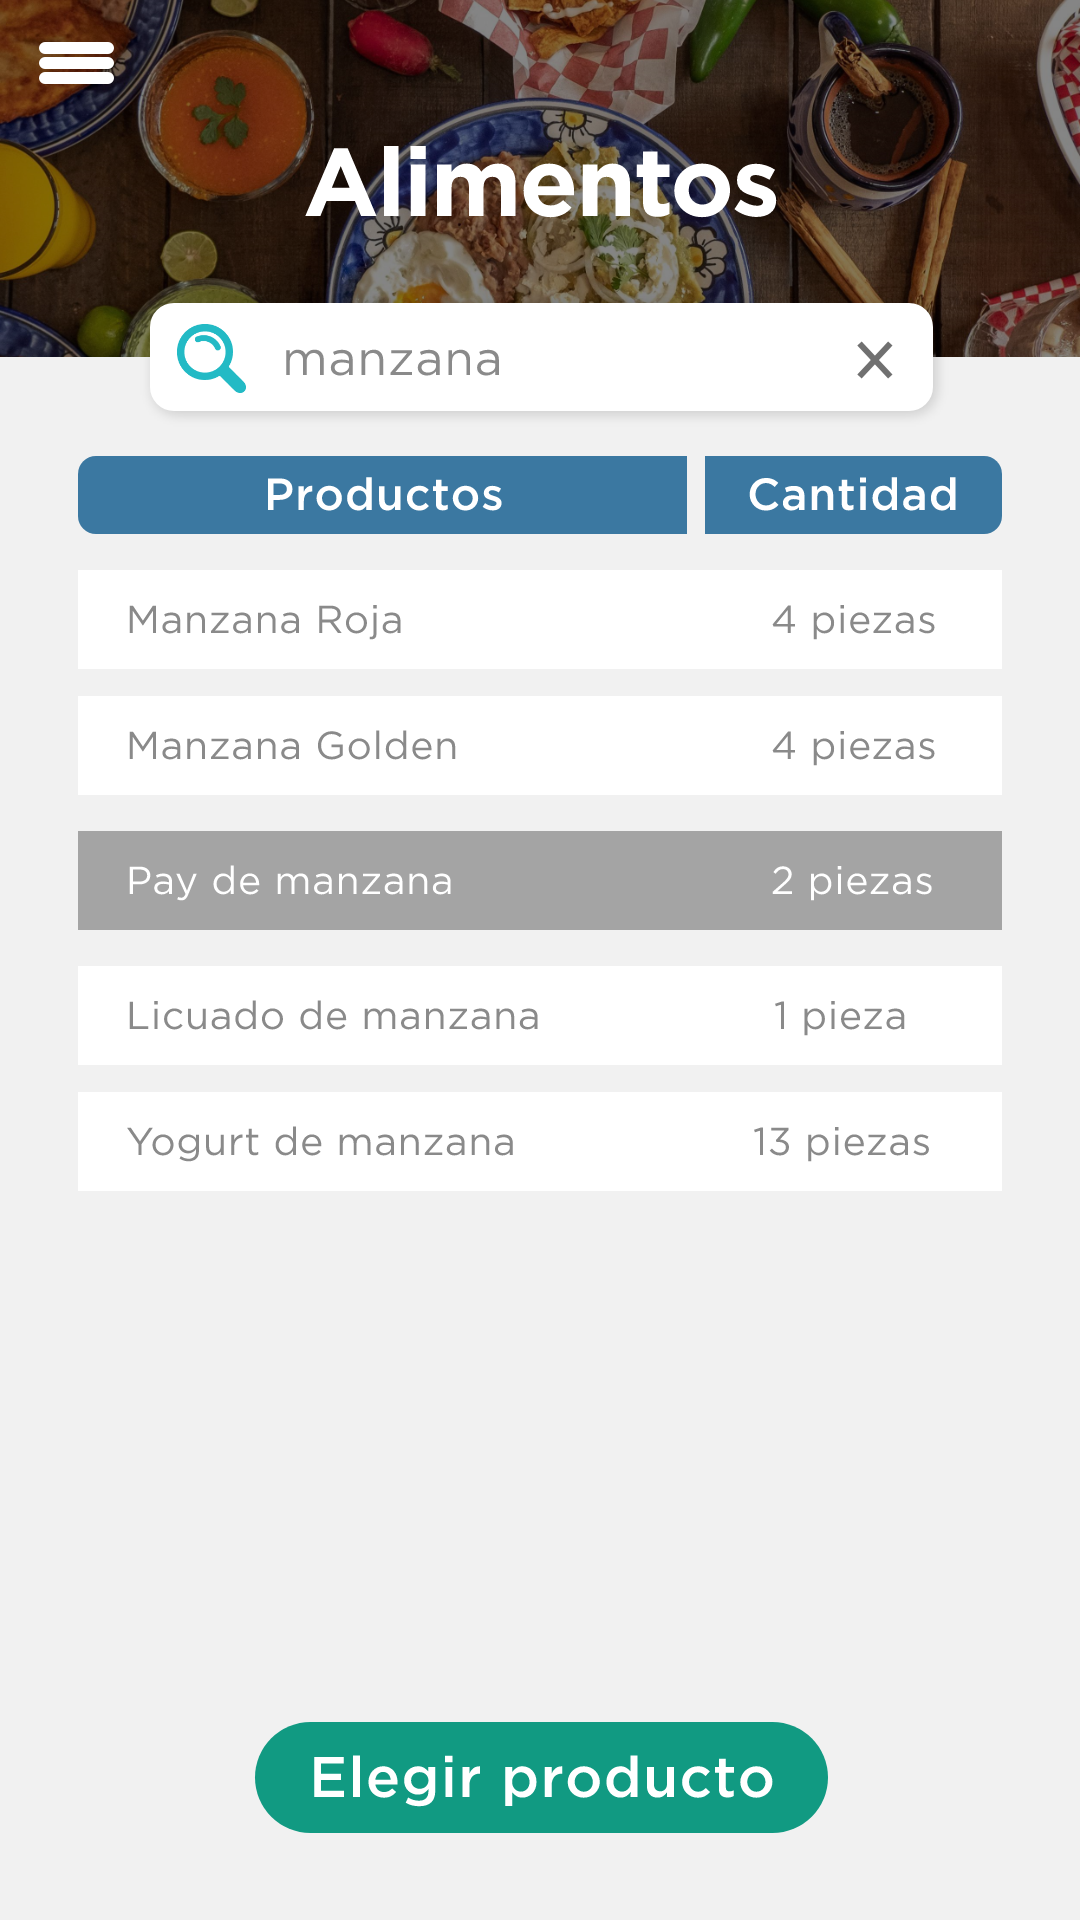 Alimentos
manzana
Productos Cantidad
Manzana Roja 4 piezas
Manzana Golden 4 piezas
Pay de manzana 2 piezas
Licuado de manzana 1 pieza
Yogurt de manzana 13 piezas
Elegir producto